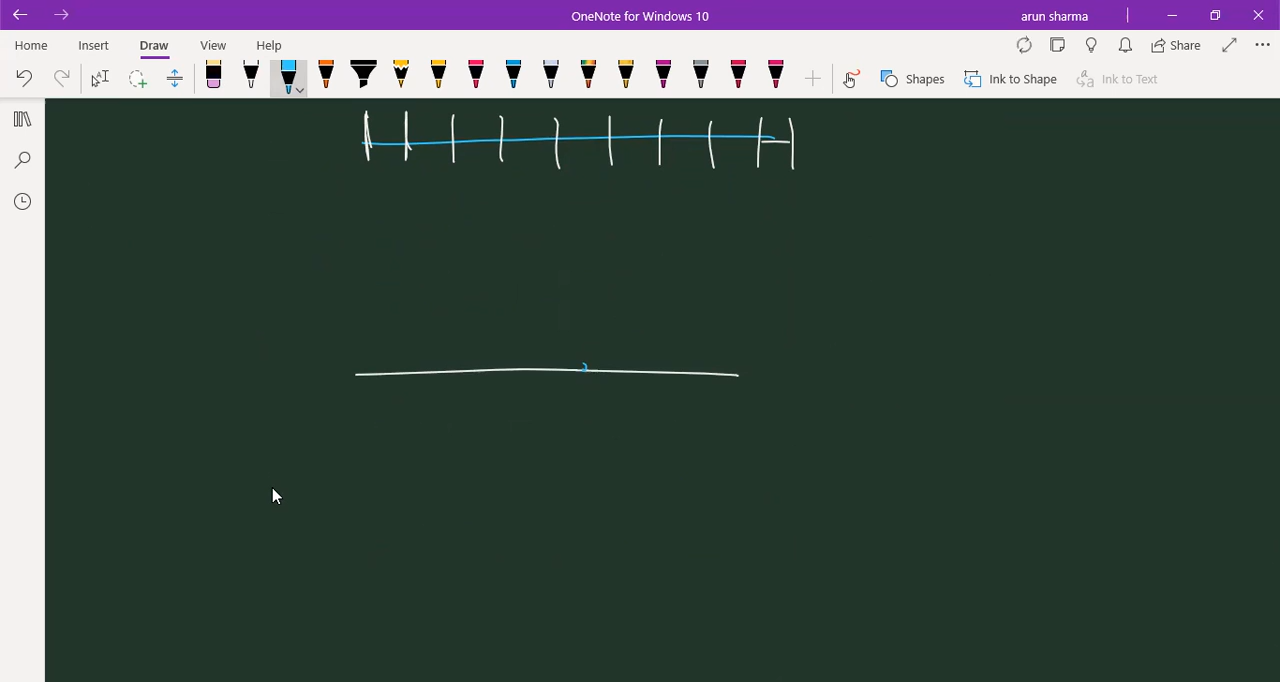 OneNote for Windows 10
arun sharma
Home Insert Draw View Help
Share
Shapes Ink to Shape Ink to Text